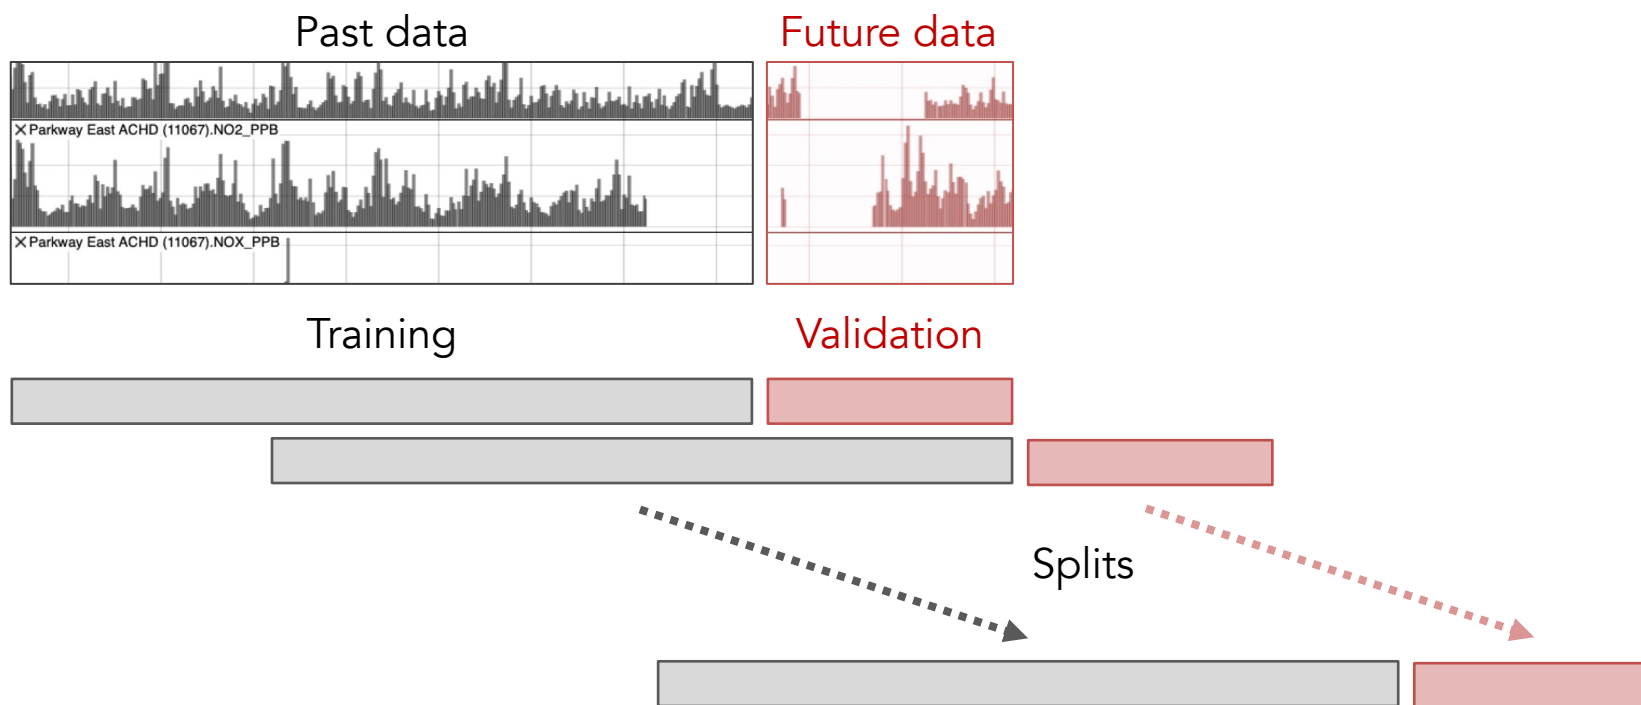 Past data
Future data
×Parkway East ACHD (11067).NO2_PPB
×Parkway East ACHD (11067).NOX_PPB
Training
Validation
Splits